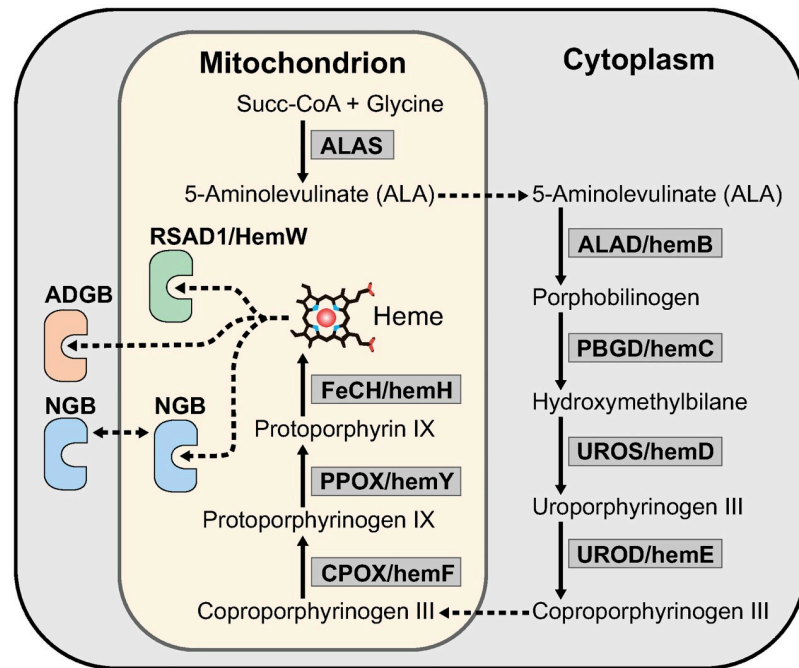 Mitochondrion
Cytoplasm
Succ-CoA + Glycine
ALAS
5-Aminolevulinate (ALA)
5-Aminolevulinate (ALA)
RSAD1/HemW
ALAD/hemB
ADGB
Heme
Porphobilinogen
PBGD/hemC
FeCH/hemH
NGB
NGB
Hydroxymethylbilane
Protoporphyrin IX
UROS/hemD
PPOX/hemY
Protoporphyrinogen IX
Uroporphyrinogen III
CPOX/hemF
UROD/hemE
Coproporphyrinogen III
Coproporphyrinogen III